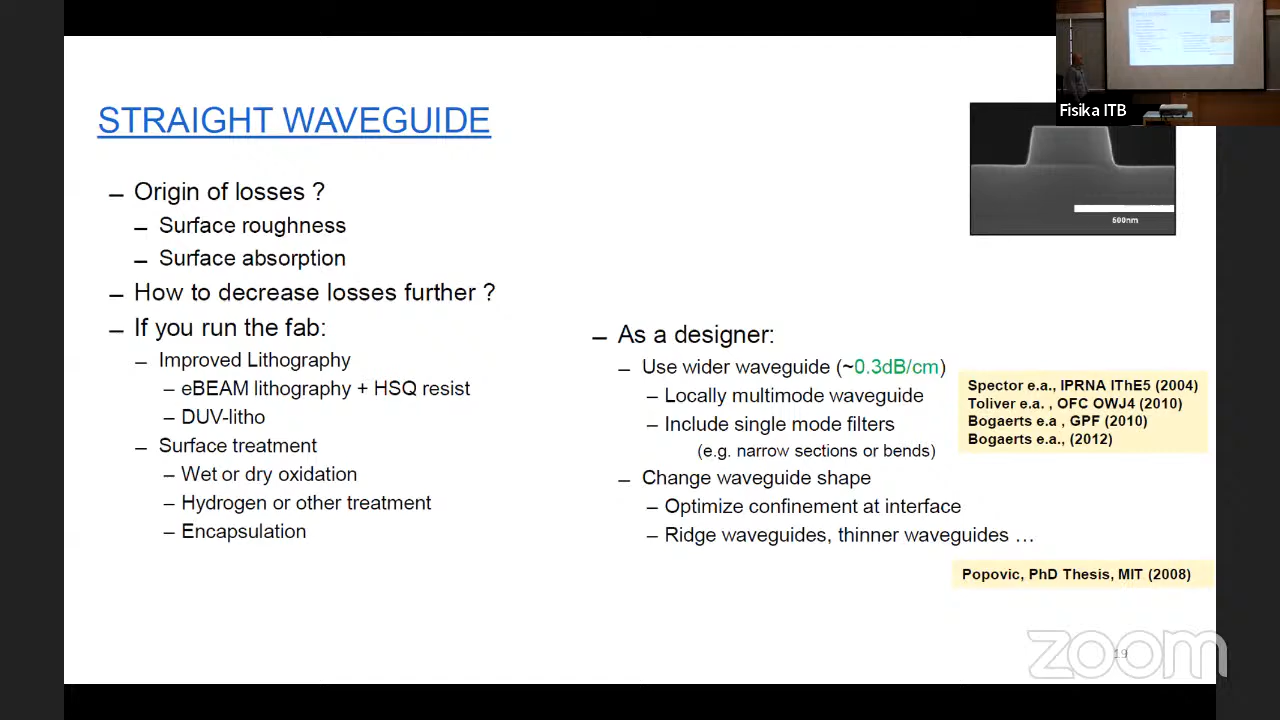 Fisika ITB
STRAIGHT WAVEGUIDE
600nm
– Origin of losses ?
– Surface roughness
– Surface absorption
– How to decrease losses further ?
– If you run the fab:
– Improved Lithography
– eBEAM lithography + HSQ resist
– DUV-litho
– Surface treatment
– Wet or dry oxidation
– Hydrogen or other treatment
– Encapsulation
– As a designer:
– Use wider waveguide (~0.3dB/cm)
– Locally multimode waveguide
– Include single mode filters
(e.g. narrow sections or bends)
– Change waveguide shape
– Optimize confinement at interface
– Ridge waveguides, thinner waveguides …
Spector e.a., IPRNA IThE5 (2004)
Toliver e.a. , OFC OWJ4 (2010)
Bogaerts e.a , GPF (2010)
Bogaerts e.a., (2012)
Popovic, PhD Thesis, MIT (2008)
19
zoom